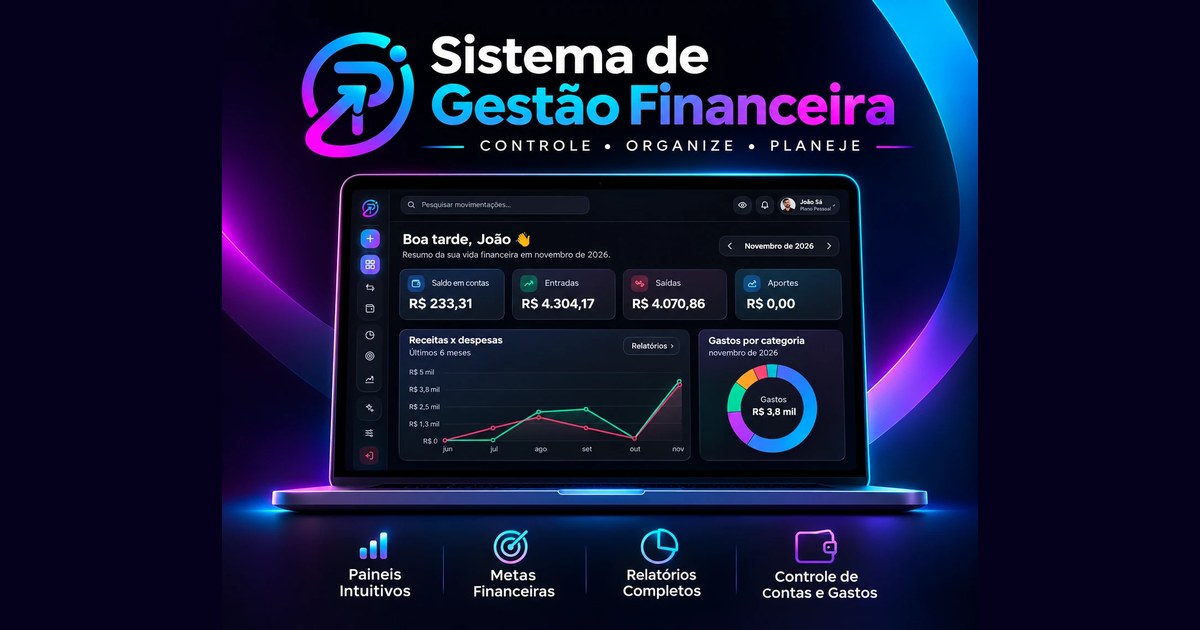 Sistema de
Gestão Financeira
CONTROLE • ORGANIZE • PLANEJE
Pesquisar movimentações...
João Sá
Plano Pessoal
Boa tarde, João 👋
Resumo da sua vida financeira em novembro de 2026.
Novembro de 2026
Saldo em contas
R$ 233,31
Entradas
R$ 4.304,17
Saídas
R$ 4.070,86
Aportes
R$ 0,00
Receitas x despesas
Últimos 6 meses
Relatórios ›
R$ 5 mil
R$ 3,8 mil
R$ 2,5 mil
R$ 1,3 mil
R$ 0
jun jul ago set out nov
Gastos por categoria
novembro de 2026
Gastos
R$ 3,8 mil
Paineis
Intuitivos
Metas
Financeiras
Relatórios
Completos
Controle de
Contas e Gastos